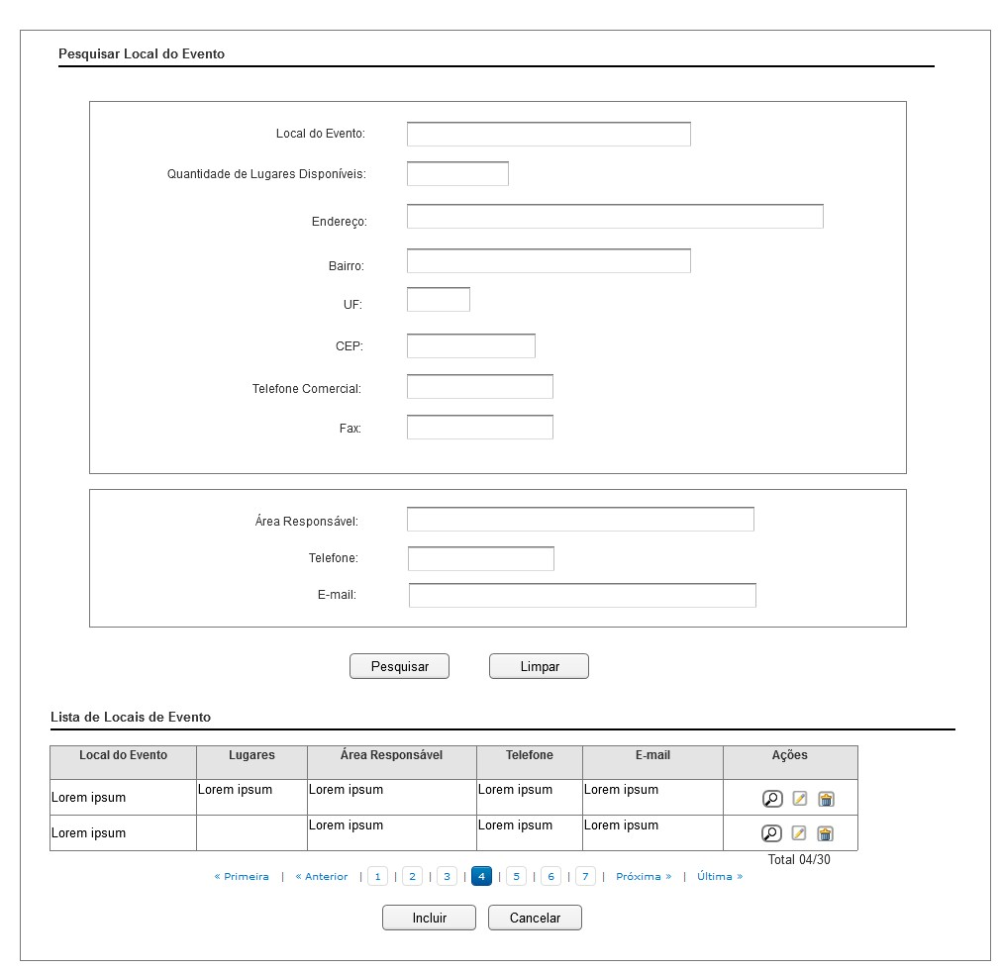 Pesquisar Local do Evento
Local do Evento:
Quantidade de Lugares Disponíveis:
Endereço:
Bairro:
UF:
CEP:
Telefone Comercial:
Fax:
Área Responsável:
Telefone:
E-mail:
Pesquisar Limpar
Lista de Locais de Evento
Local do Evento Lugares Área Responsável Telefone E-mail Ações
Lorem ipsum Lorem ipsum Lorem ipsum Lorem ipsum Lorem ipsum
Lorem ipsum Lorem ipsum Lorem ipsum Lorem ipsum
Total 04/30
« Primeira | « Anterior | 1 | 2 | 3 | 4 | 5 | 6 | 7 | Próxima » | Última »
Incluir Cancelar